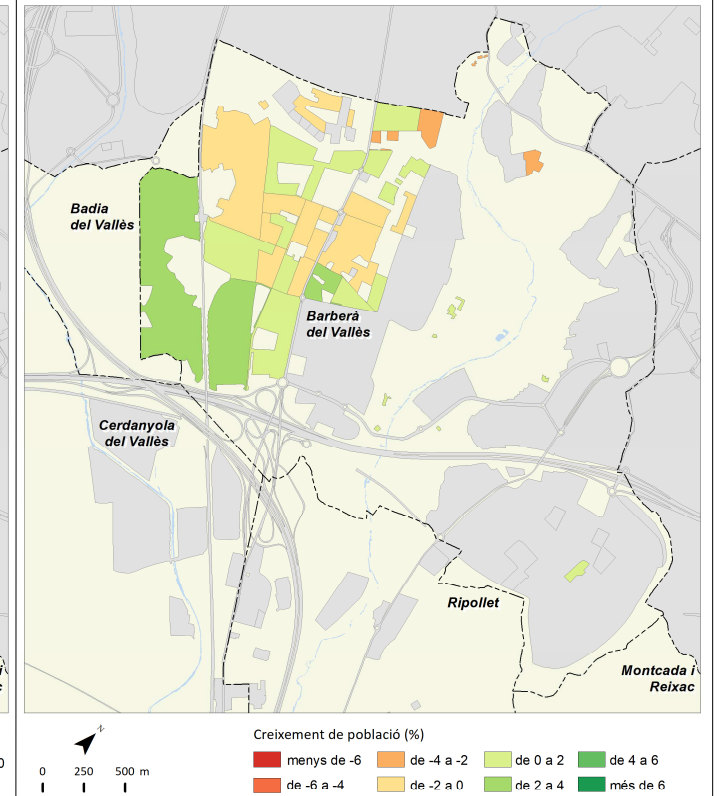 Badia
del Vallès
Barberà
del Vallès
Cerdanyola
del Vallès
Ripollet
Montcada i
Reixac
N
0 250 500 m
Creixement de població (%)
menys de -6
de -4 a -2
de 0 a 2
de 4 a 6
de -6 a -4
de -2 a 0
de 2 a 4
més de 6